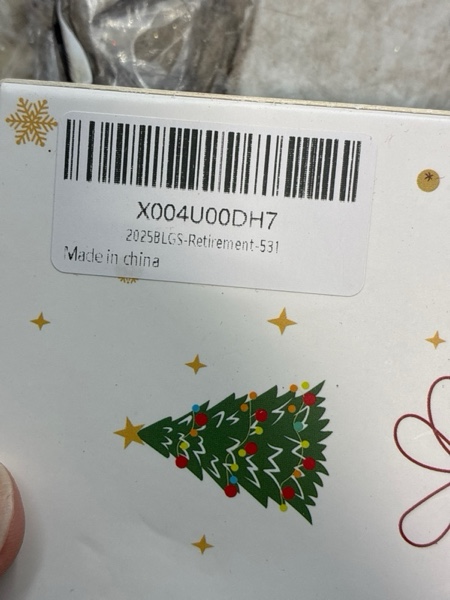 X004U00DH7
2025BLGS-Retirement-531
Made in china